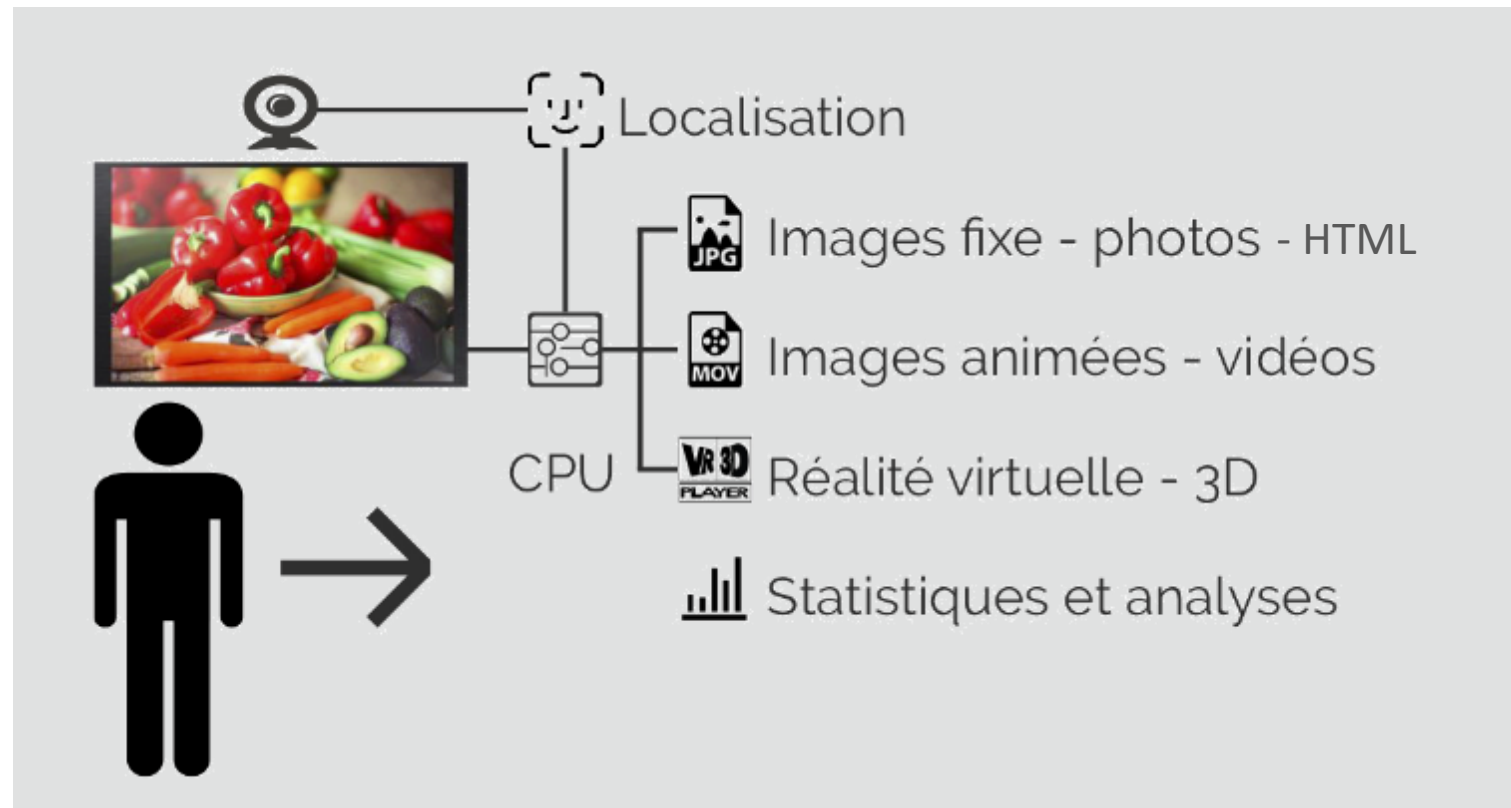 Localisation
JPG
Images fixe - photos - HTML
MOV
Images animées - vidéos
CPU
VR 3D
PLAYER
Réalité virtuelle - 3D
Statistiques et analyses